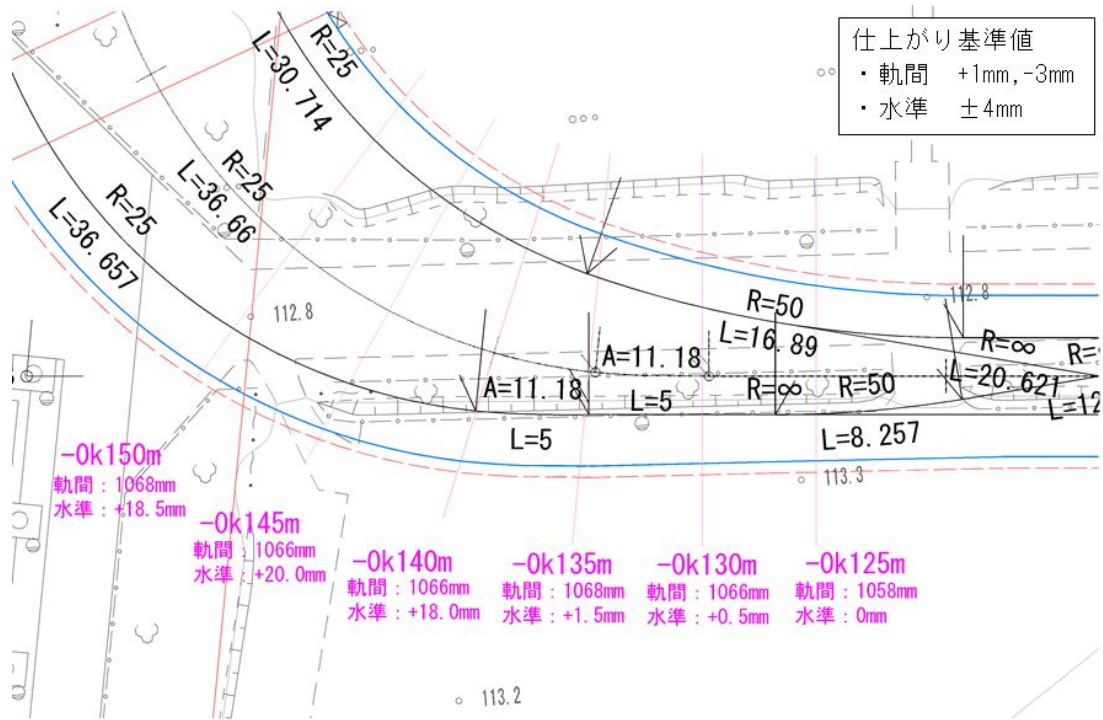 仕上がり基準値
・軌間　+1mm,-3mm
・水準　±4mm
R=25
L=30.714
R=25
L=36.66
R=25
L=36.657
112.8
112.8
R=50
L=16.89
R=∞
A=11.18
A=11.18
L=5
R=∞
R=50
L=20.621
L=5
L=8.257
113.3
-0k150m
軌間：1068mm
水準：+18.5mm
-0k145m
軌間：1066mm
水準：+20.0mm
-0k140m
軌間：1066mm
水準：+18.0mm
-0k135m
軌間：1068mm
水準：+1.5mm
-0k130m
軌間：1066mm
水準：+0.5mm
-0k125m
軌間：1058mm
水準：0mm
113.2